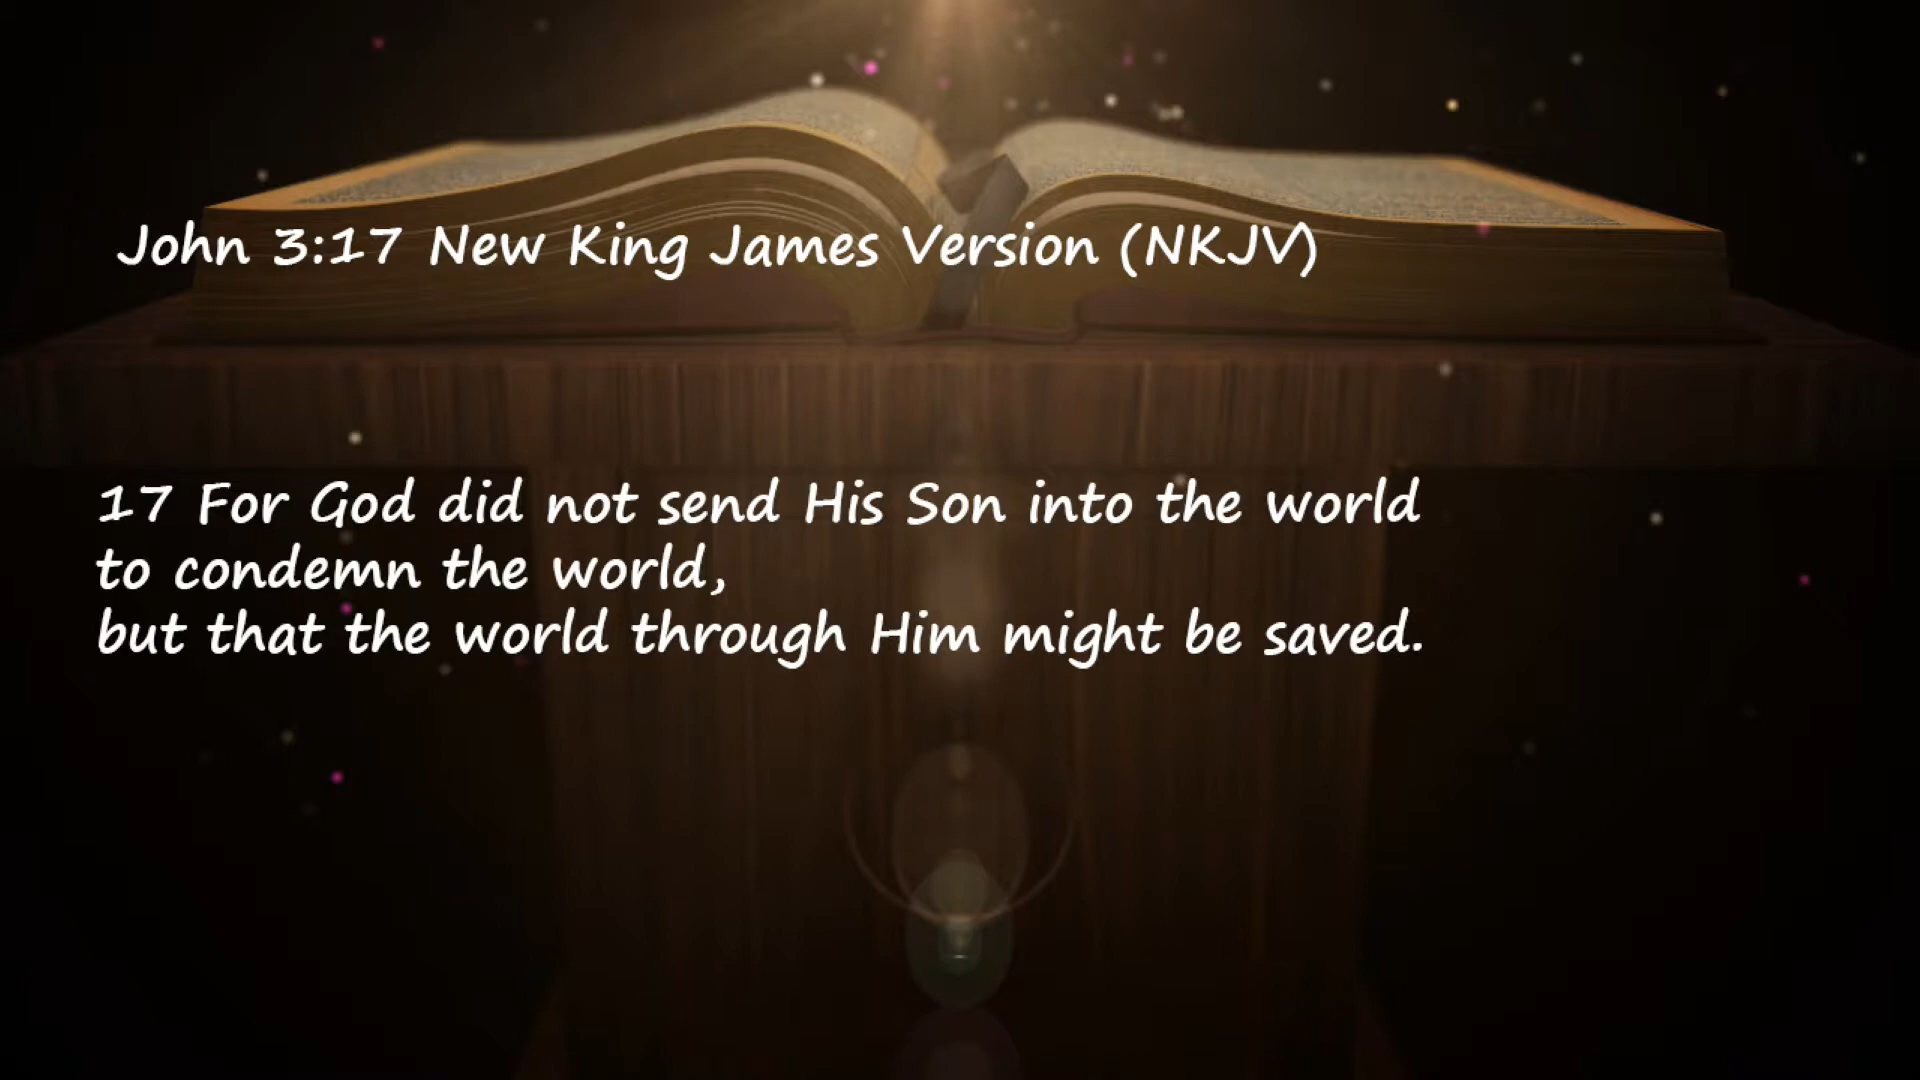 John 3:17 New King James Version (NKJV)
17 For God did not send His Son into the world
to condemn the world,
but that the world through Him might be saved.